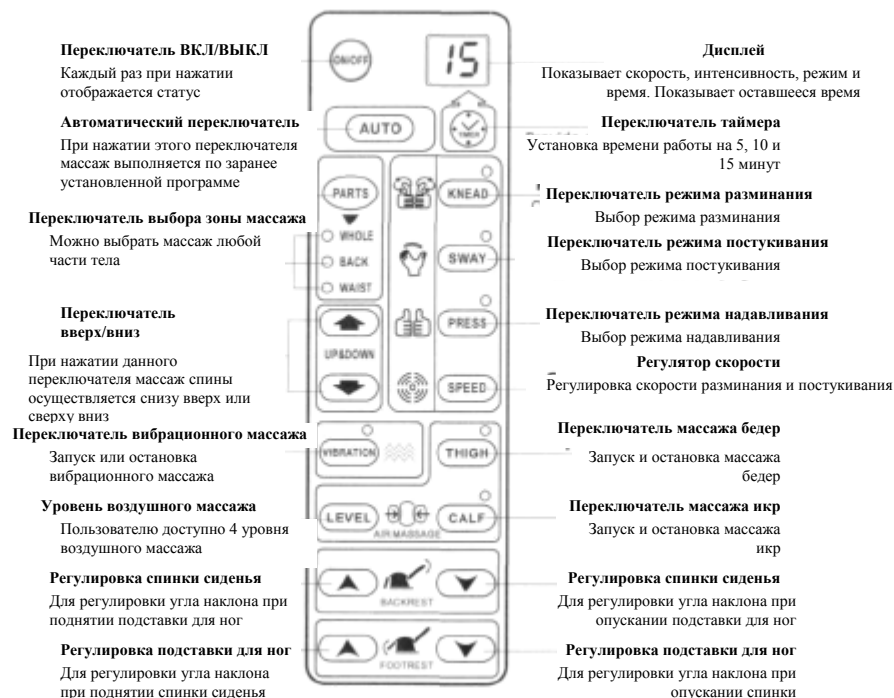 Переключатель ВКЛ/ВЫКЛ
Каждый раз при нажатии
отображается статус
Автоматический переключатель
При нажатии этого переключателя
массаж выполняется по заранее
установленной программе
Переключатель выбора зоны массажа
Можно выбрать массаж любой
части тела
Переключатель
вверх/вниз
При нажатии данного
переключателя массаж спины
осуществляется снизу вверх или
сверху вниз
Переключатель вибрационного массажа
Запуск или остановка
вибрационного массажа
Уровень воздушного массажа
Пользователю доступно 4 уровня
воздушного массажа
Регулировка спинки сиденья
Для регулировки угла наклона при
поднятии подставки для ног
Регулировка подставки для ног
Для регулировки угла наклона
при поднятии спинки сиденья
ON/OFF
15
AUTO
TIMER
PARTS
KNEAD
WHOLE
BACK
WAIST
SWAY
PRESS
UP&DOWN
SPEED
VIBRATION
THIGH
LEVEL
CALF
AIR MASSAGE
BACKREST
FOOTREST
Дисплей
Показывает скорость, интенсивность, режим и
время. Показывает оставшееся время
Переключатель таймера
Установка времени работы на 5, 10 и
15 минут
Переключатель режима разминания
Выбор режима разминания
Переключатель режима постукивания
Выбор режима постукивания
Переключатель режима надавливания
Выбор режима надавливания
Регулятор скорости
Регулировка скорости разминания и постукивания
Переключатель массажа бедер
Запуск и остановка массажа
бедер
Переключатель массажа икр
Запуск и остановка массажа
икр
Регулировка спинки сиденья
Для регулировки угла наклона при
опускании подставки для ног
Регулировка подставки для ног
Для регулировки угла наклона при
опускании спинки